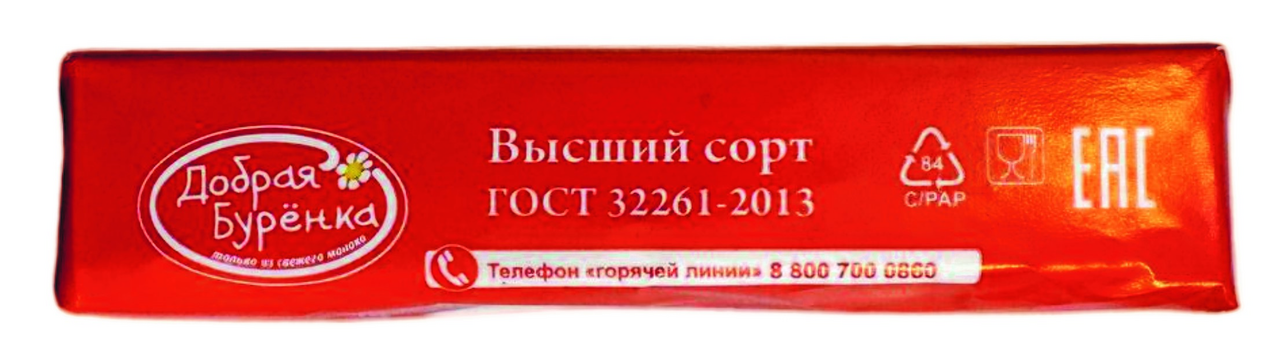 Добрая
Бурёнка
только из свежего молока
Высший сорт
ГОСТ 32261-2013
Телефон «горячей линии» 8 800 700 0860
84
C/PAP
EAC